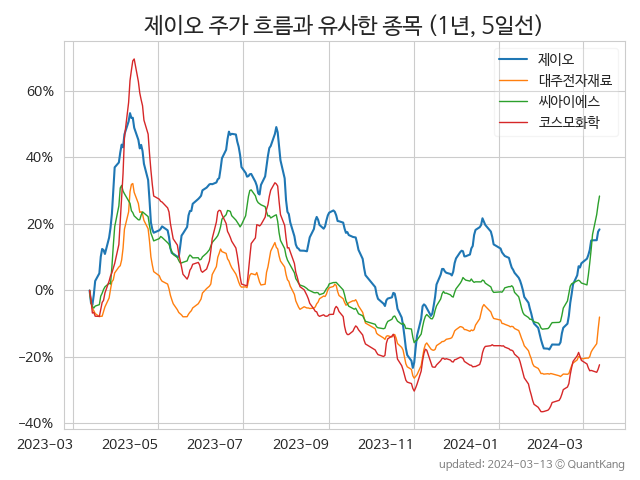 제이오 주가 흐름과 유사한 종목 (1년, 5일선)
제이오
대주전자재료
씨아이에스
코스모화학
60%
40%
20%
0%
−20%
−40%
2023-03
2023-05
2023-07
2023-09
2023-11
2024-01
2024-03
updated: 2024-03-13 © QuantKang